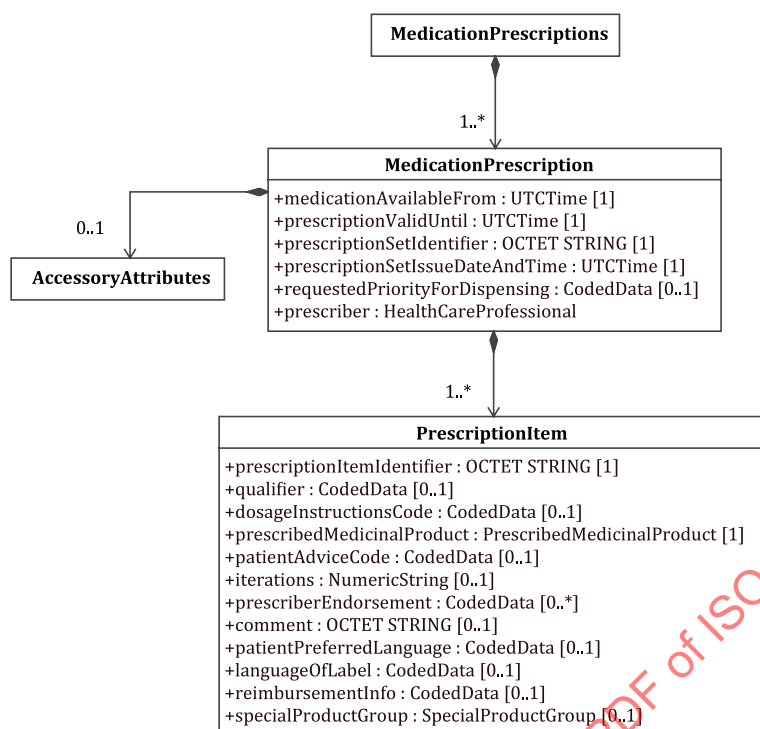 MedicationPrescriptions
1..*
MedicationPrescription
+medicationAvailableFrom : UTCTime [1]
+prescriptionValidUntil : UTCTime [1]
+prescriptionSetIdentifier : OCTET STRING [1]
+prescriptionSetIssueDateAndTime : UTCTime [1]
+requestedPriorityForDispensing : CodedData [0..1]
+prescriber : HealthCareProfessional
0..1
AccessoryAttributes
1..*
PrescriptionItem
+prescriptionItemIdentifier : OCTET STRING [1]
+qualifier : CodedData [0..1]
+dosageInstructionsCode : CodedData [0..1]
+prescribedMedicinalProduct : PrescribedMedicinalProduct [1]
+patientAdviceCode : CodedData [0..1]
+iterations : NumericString [0..1]
+prescriberEndorsement : CodedData [0..*]
+comment : OCTET STRING [0..1]
+patientPreferredLanguage : CodedData [0..1]
+languageOfLabel : CodedData [0..1]
+reimbursementInfo : CodedData [0..1]
+specialProductGroup : SpecialProductGroup [0..1]
PDF of ISO